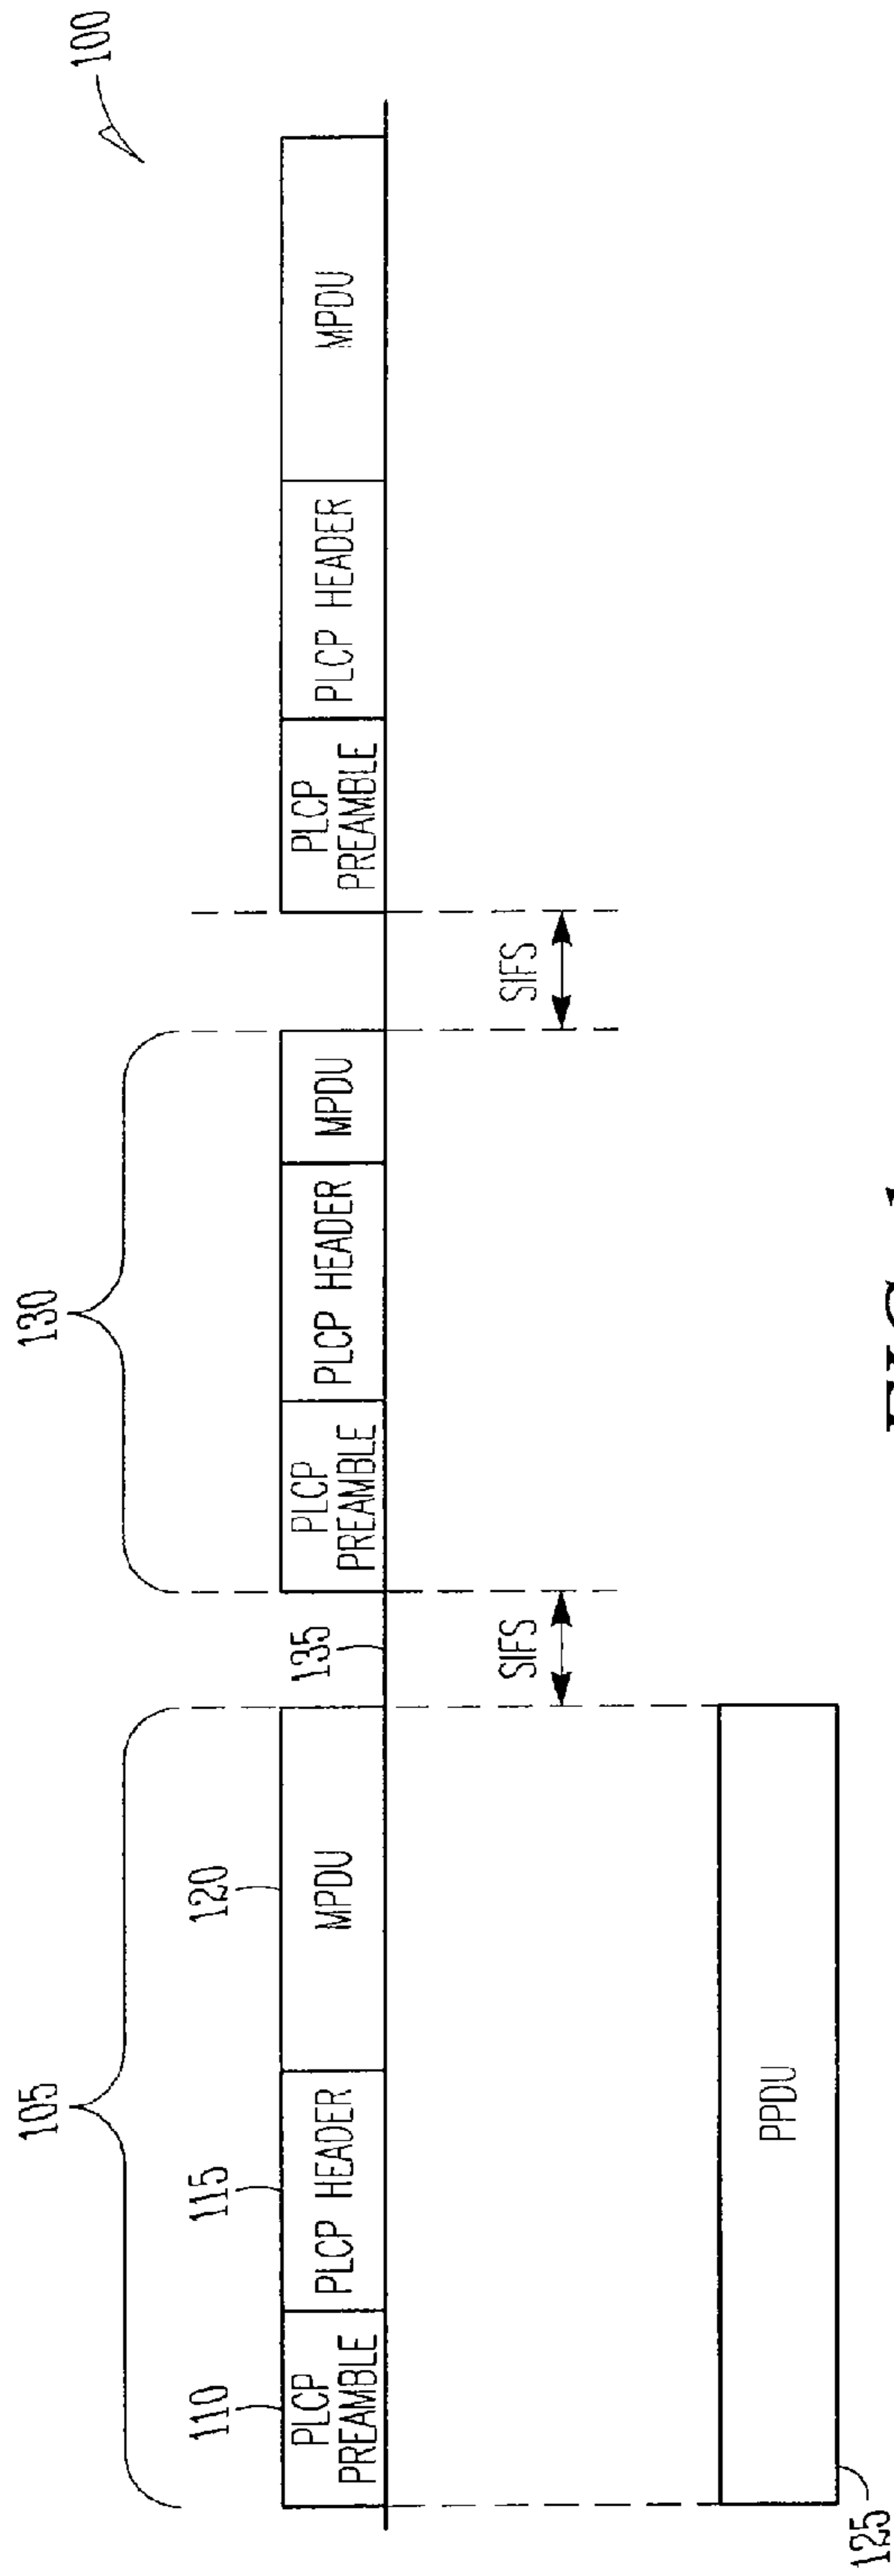 100
105
130
110
115
120
135
PLCP
PREAMBLE
PLCP HEADER
MPDU
PLCP
PREAMBLE
PLCP HEADER
MPDU
PLCP
PREAMBLE
PLCP HEADER
MPDU
SIFS
SIFS
PPDU
125